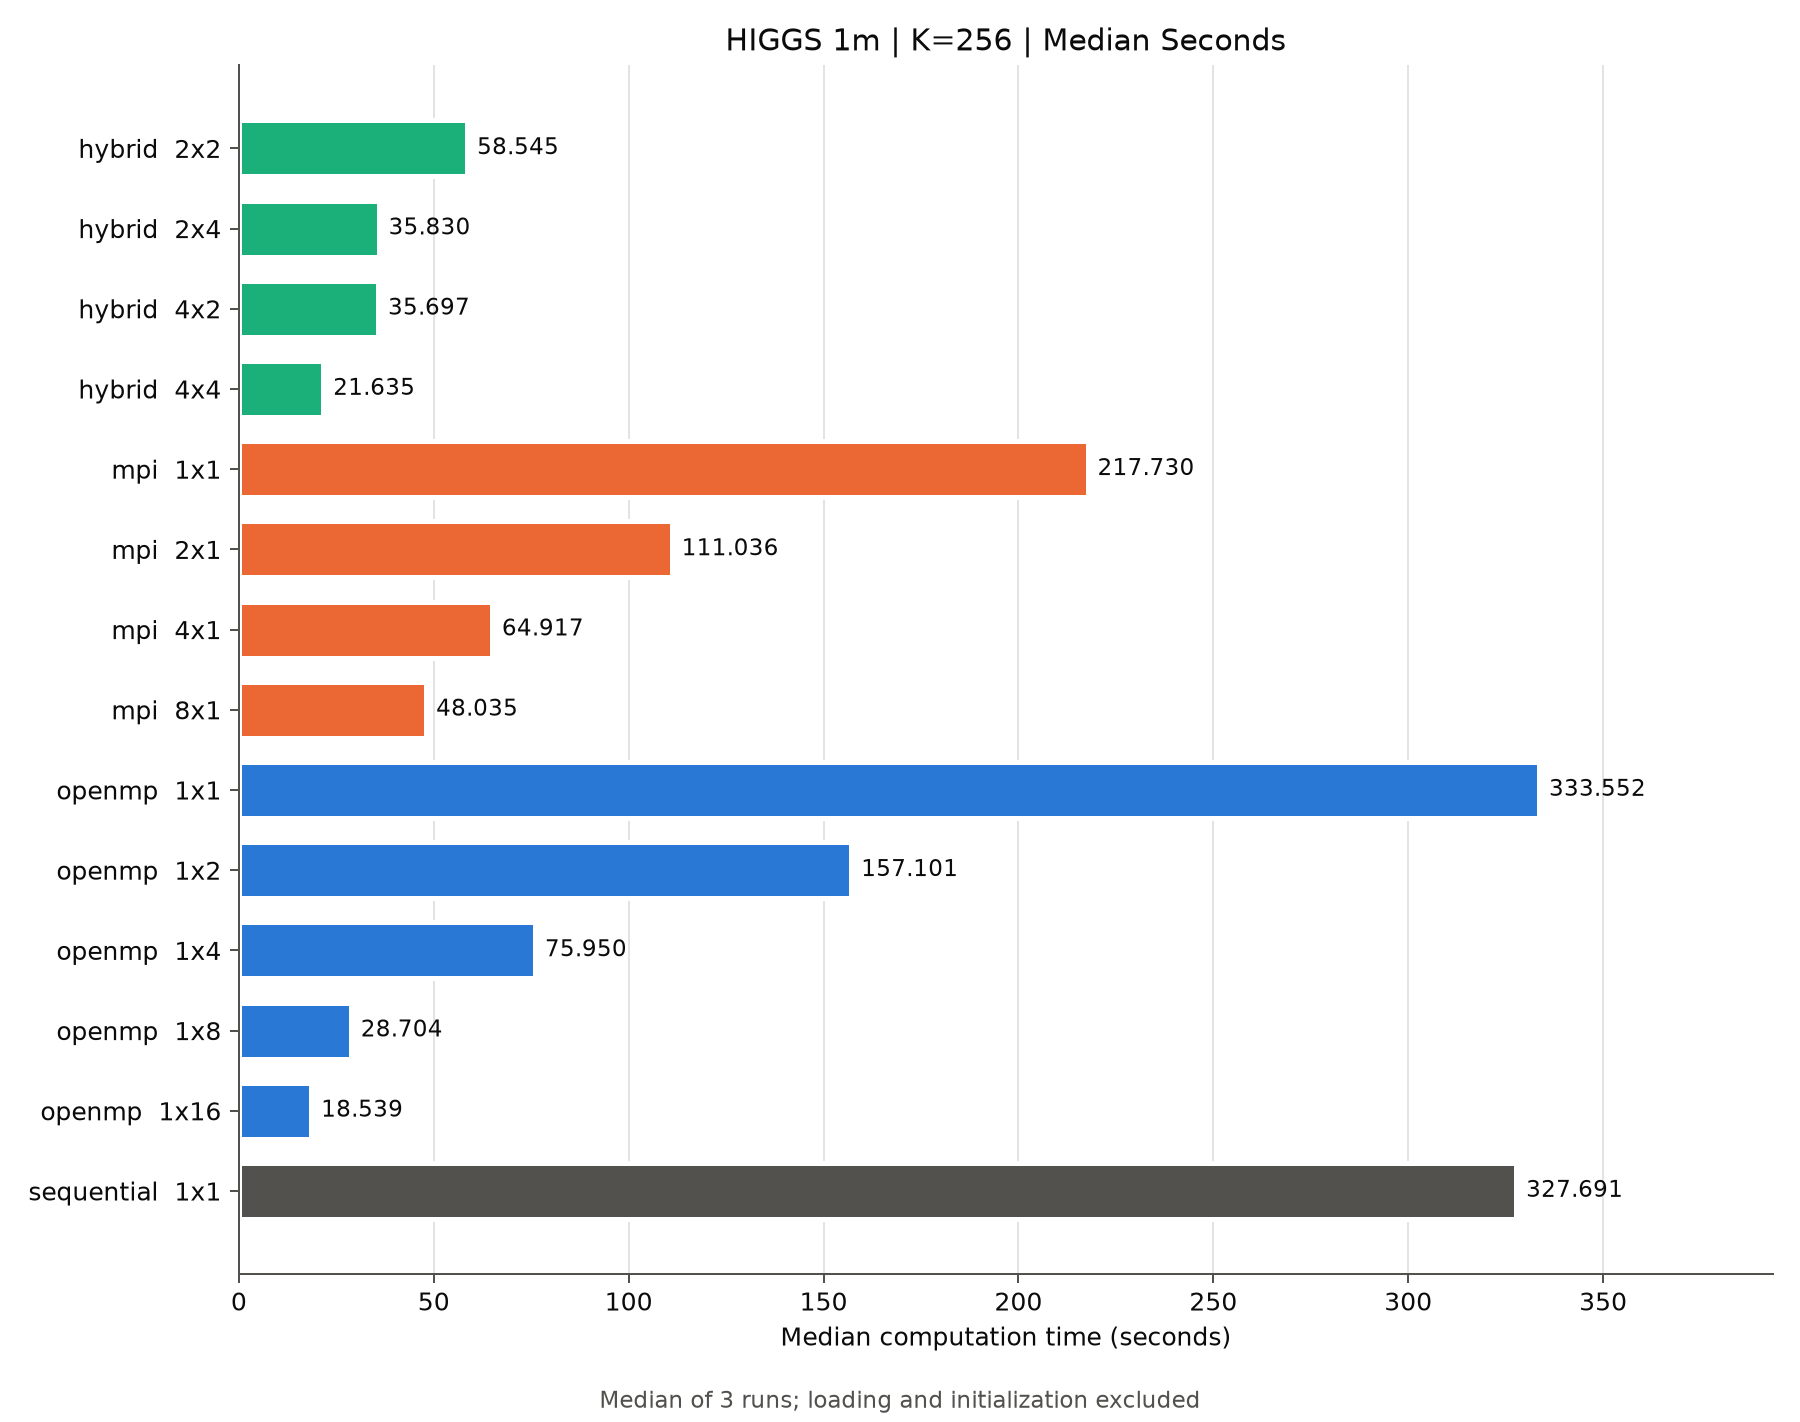 HIGGS 1m | K=256 | Median Seconds
hybrid 2x2 58.545
hybrid 2x4 35.830
hybrid 4x2 35.697
hybrid 4x4 21.635
mpi 1x1 217.730
mpi 2x1 111.036
mpi 4x1 64.917
mpi 8x1 48.035
openmp 1x1 333.552
openmp 1x2 157.101
openmp 1x4 75.950
openmp 1x8 28.704
openmp 1x16 18.539
sequential 1x1 327.691
0 50 100 150 200 250 300 350
Median computation time (seconds)
Median of 3 runs; loading and initialization excluded